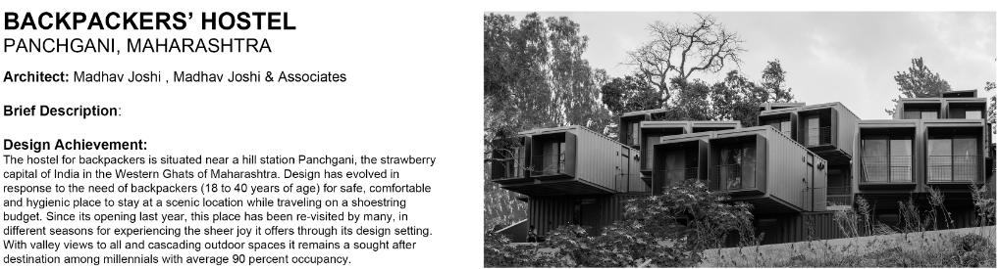 BACKPACKERS’ HOSTEL
PANCHGANI, MAHARASHTRA
Architect: Madhav Joshi , Madhav Joshi & Associates
Brief Description:
Design Achievement:
The hostel for backpackers is situated near a hill station Panchgani, the strawberry
capital of India in the Western Ghats of Maharashtra. Design has evolved in
response to the need of backpackers (18 to 40 years of age) for safe, comfortable
and hygienic place to stay at a scenic location while traveling on a shoestring
budget. Since its opening last year, this place has been re-visited by many, in
different seasons for experiencing the sheer joy it offers through its design setting.
With valley views to all and cascading outdoor spaces it remains a sought after
destination among millennials with average 90 percent occupancy.